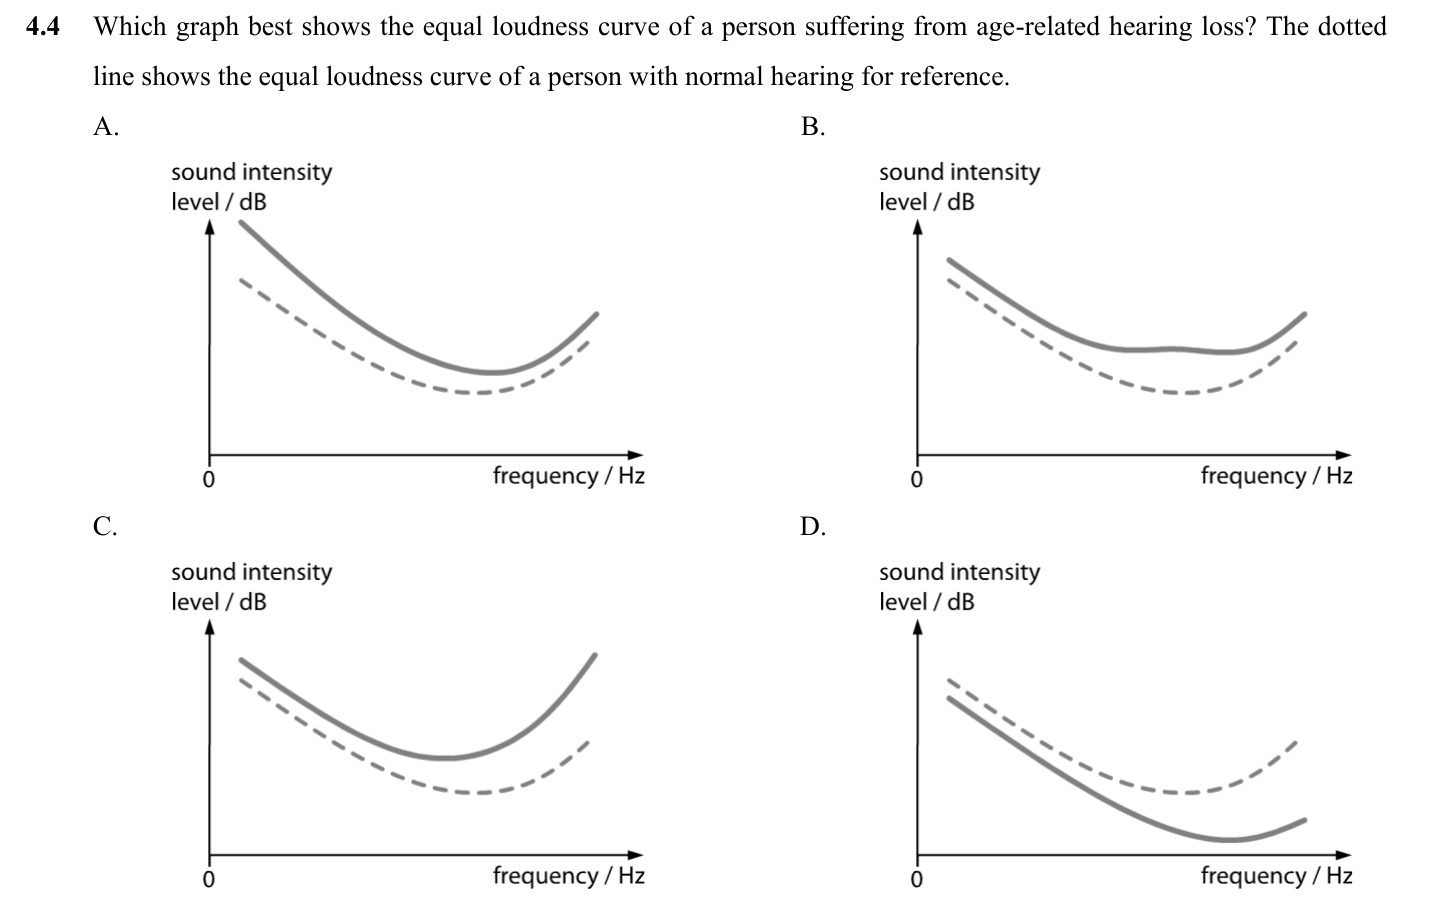 4.4 Which graph best shows the equal loudness curve of a person suffering from age-related hearing loss? The dotted
line shows the equal loudness curve of a person with normal hearing for reference.
A.
B.
sound intensity
level / dB
0
frequency / Hz
sound intensity
level / dB
0
frequency / Hz
C.
D.
sound intensity
level / dB
0
frequency / Hz
sound intensity
level / dB
0
frequency / Hz